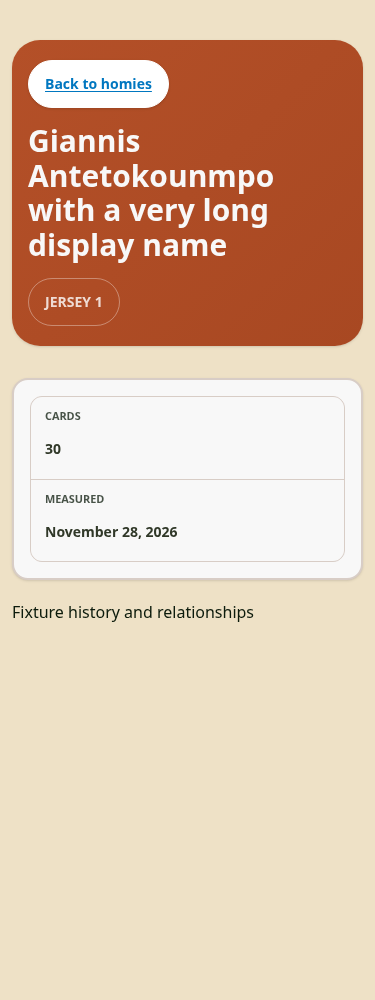 Back to homies
Giannis
Antetokounmpo
with a very long
display name
JERSEY 1
CARDS
30
MEASURED
November 28, 2026
Fixture history and relationships